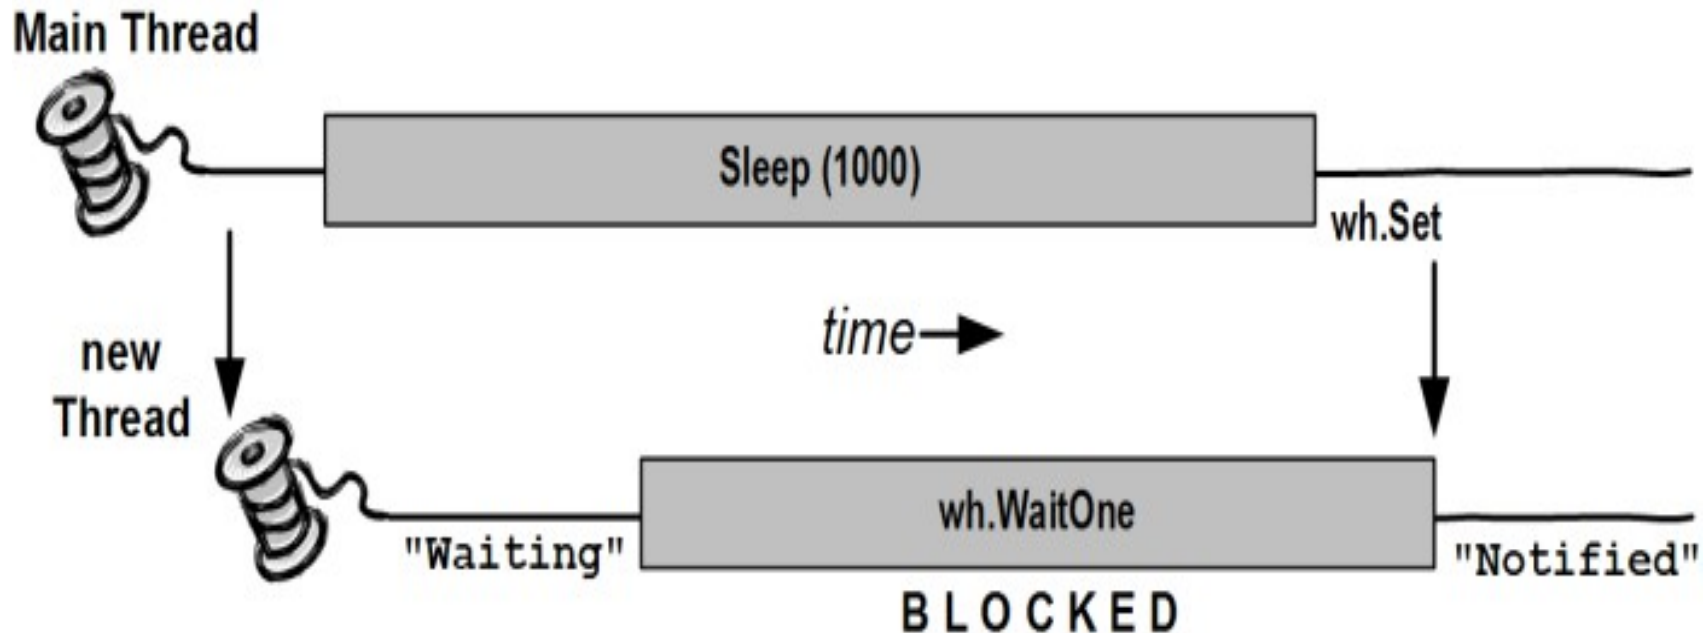 Main Thread
Sleep (1000)
wh.Set
time
new
Thread
wh.WaitOne
"Waiting"
"Notified"
BLOCKED